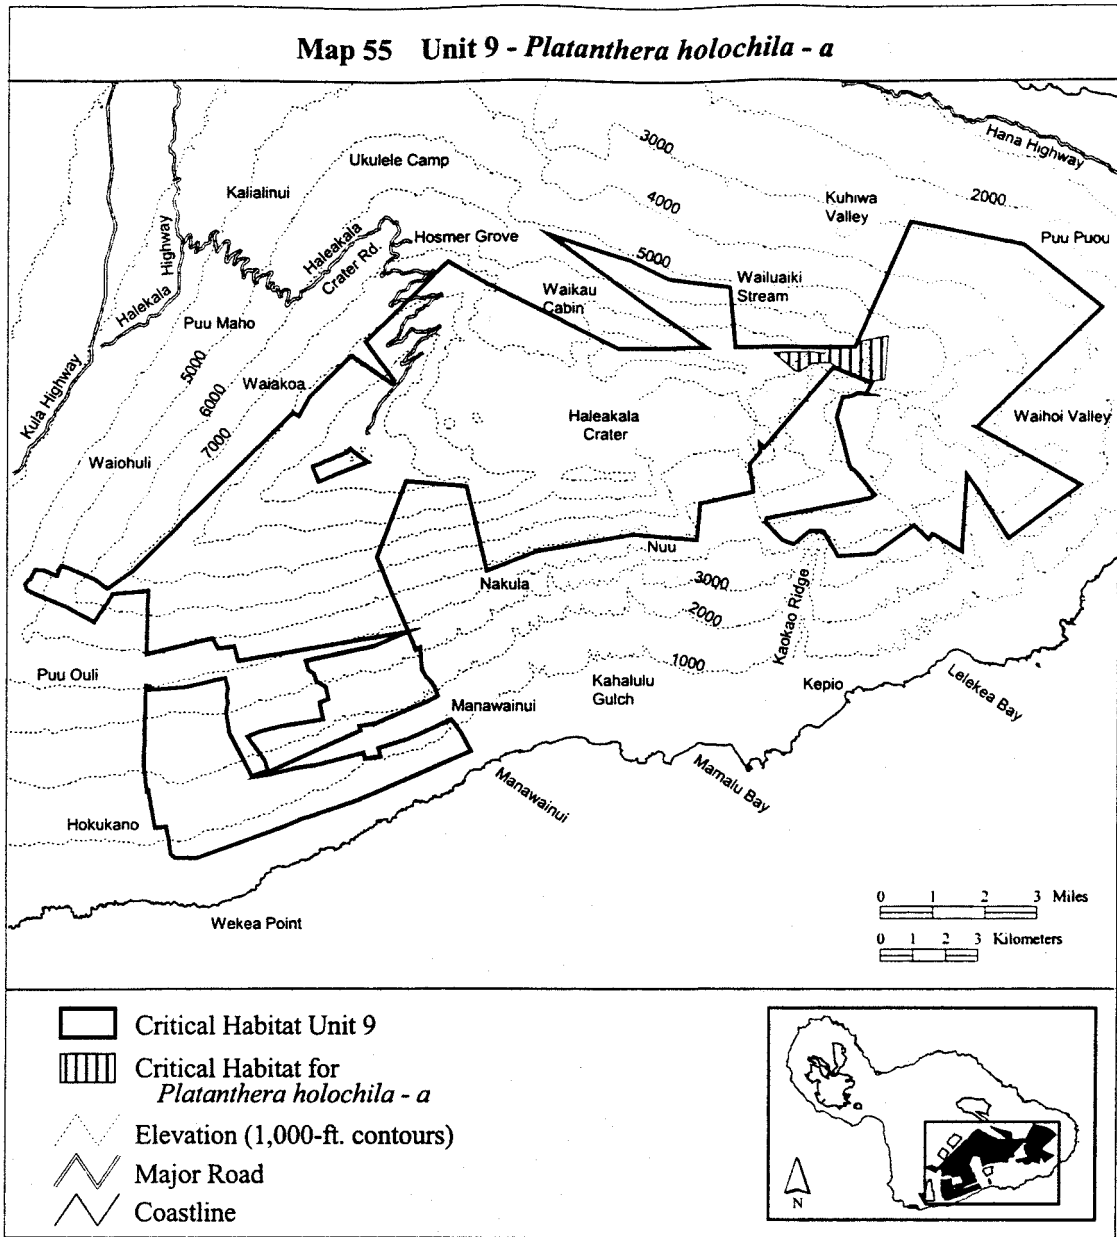 Map 55 Unit 9 - Platanthera holochila - a
Hana Highway
3000
Ukulele Camp
Kalialinui
2000
4000
Kuhiwa
Valley
Haleakala
Crater Rd.
Hosmer Grove
Puu Puou
Highway
Halekala
5000
Wailuaiki
Stream
Waikau
Cabin
Puu Maho
Kula Highway
5000
6000
7000
Waiakoa
Haleakala
Crater
Waihoi Valley
Waiohuli
Nuu
Nakula
3000
2000
1000
Kaokao Ridge
Puu Ouli
Kahalulu
Gulch
Kepio
Lelekea Bay
Manawainui
Manawainui
Mamalu Bay
Hokukano
Wekea Point
0 1 2 3 Miles
0 1 2 3 Kilometers
Critical Habitat Unit 9
Critical Habitat for
Platanthera holochila - a
Elevation (1,000-ft. contours)
Major Road
Coastline
N